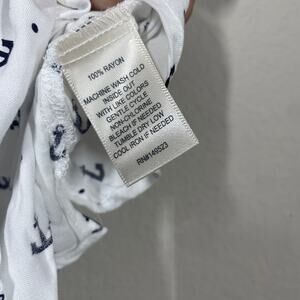 100% RAYON
MACHINE WASH COLD
INSIDE OUT
WITH LIKE COLORS
GENTLE CYCLE
NON-CHLORINE
BLEACH IF NEEDED
TUMBLE DRY LOW
COOL IRON IF NEEDED
RN#149523